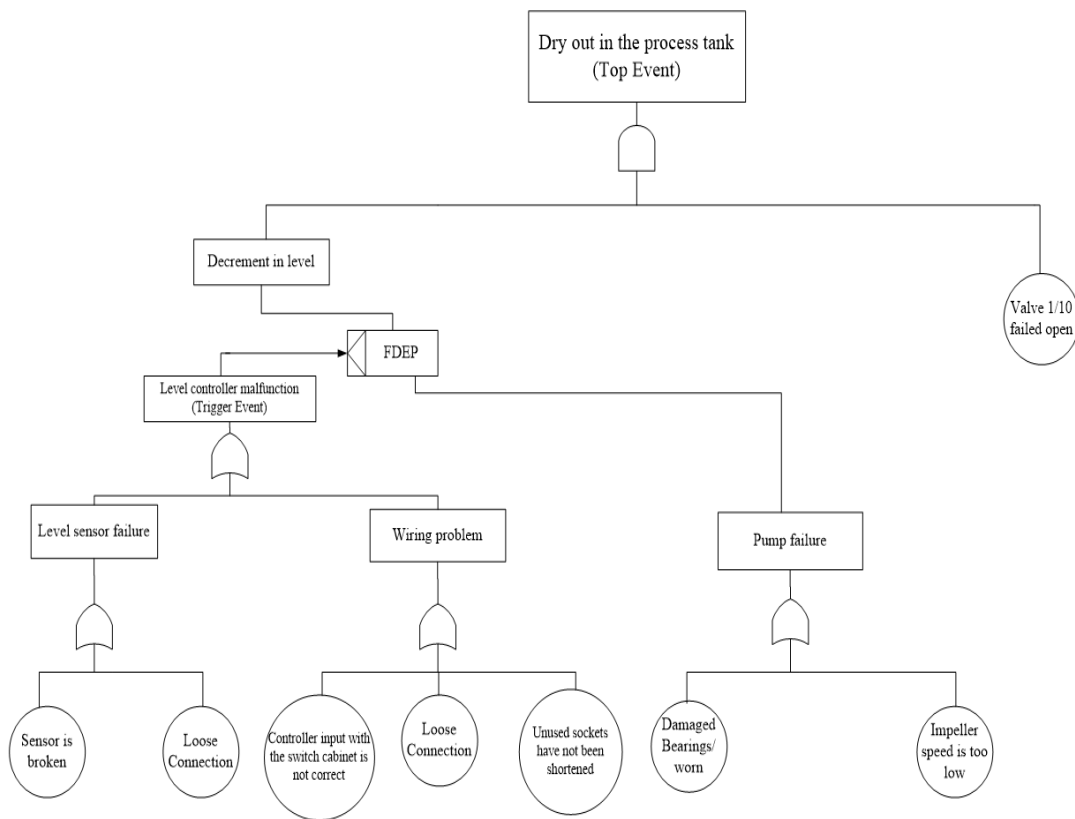 Dry out in the process tank
(Top Event)
Decrement in level
Valve 1/10
failed open
FDEP
Level controller malfunction
(Trigger Event)
Level sensor failure
Wiring problem
Pump failure
Sensor is
broken
Loose
Connection
Controller input with
the switch cabinet is
not correct
Loose
Connection
Unused sockets
have not been
shortened
Damaged
Bearings/
worn
Impeller
speed is too
low